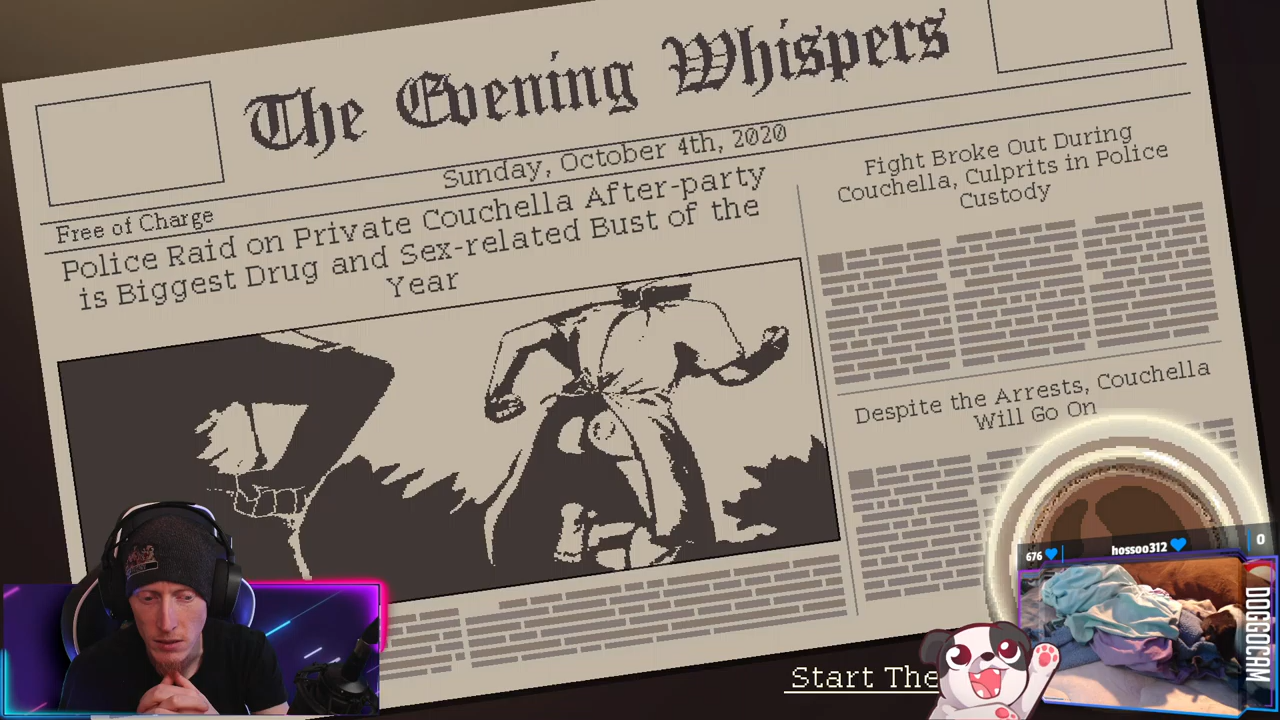 The Evening Whispers
Sunday, October 4th, 2020
Free of Charge
Police Raid on Private Couchella After-party
is Biggest Drug and Sex-related Bust of the
Year
Fight Broke Out During
Couchella, Culprits in Police
Custody
Despite the Arrests, Couchella
Will Go On
Start The
676
hossoo312
0
DOGGOCAM